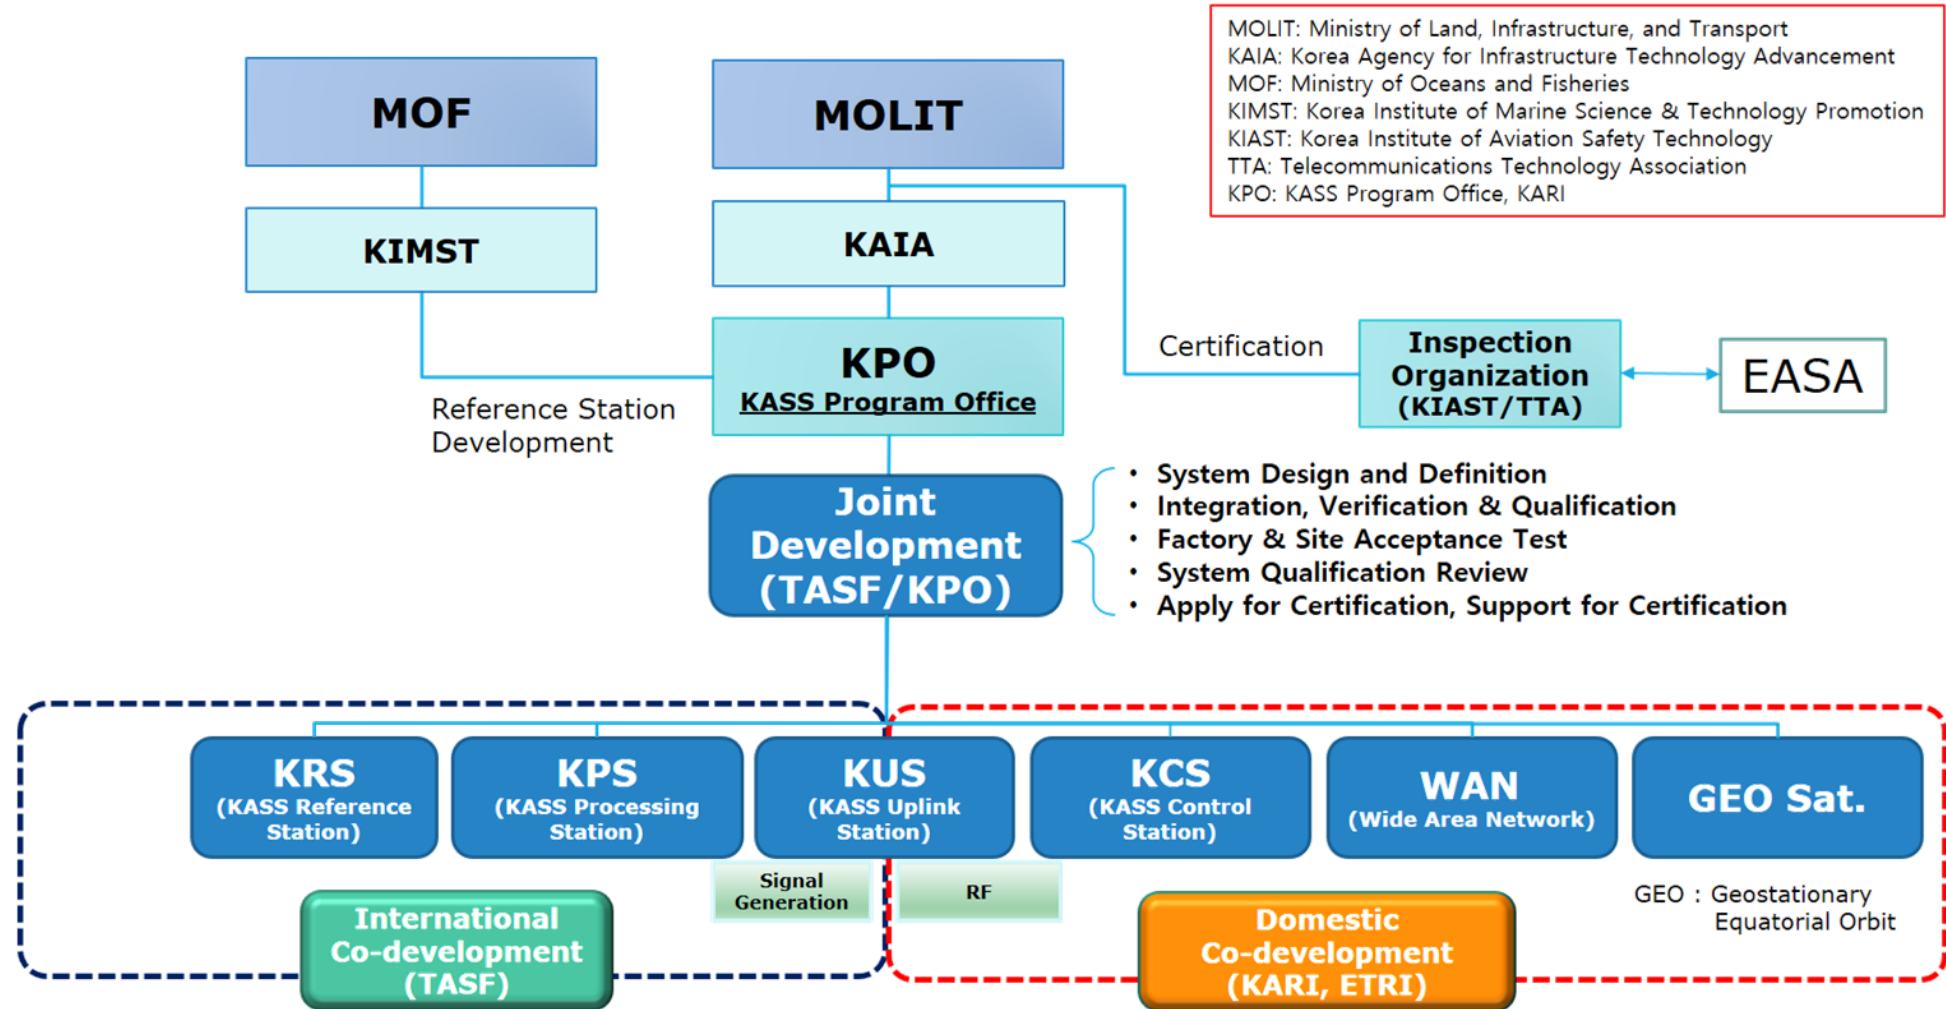 MOLIT: Ministry of Land, Infrastructure, and Transport
KAIA: Korea Agency for Infrastructure Technology Advancement
MOF: Ministry of Oceans and Fisheries
KIMST: Korea Institute of Marine Science & Technology Promotion
KIAST: Korea Institute of Aviation Safety Technology
TTA: Telecommunications Technology Association
KPO: KASS Program Office, KARI
MOF
MOLIT
KIMST
KAIA
KPO
KASS Program Office
Reference Station
Development
Certification
Inspection
Organization
(KIAST/TTA)
EASA
Joint
Development
(TASF/KPO)
• System Design and Definition
• Integration, Verification & Qualification
• Factory & Site Acceptance Test
• System Qualification Review
• Apply for Certification, Support for Certification
KRS
(KASS Reference
Station)
KPS
(KASS Processing
Station)
KUS
(KASS Uplink
Station)
KCS
(KASS Control
Station)
WAN
(Wide Area Network)
GEO Sat.
Signal
Generation
RF
International
Co-development
(TASF)
Domestic
Co-development
(KARI, ETRI)
GEO : Geostationary
Equatorial Orbit